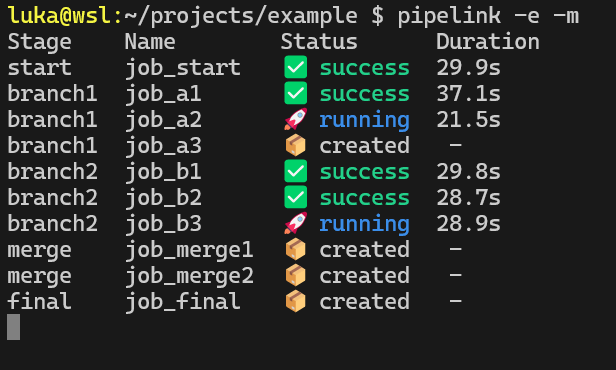 luka@wsl:~/projects/example $ pipelink -e -m
Stage Name Status Duration
start job_start ✅ success 29.9s
branch1 job_a1 ✅ success 37.1s
branch1 job_a2 🚀 running 21.5s
branch1 job_a3 📦 created -
branch2 job_b1 ✅ success 29.8s
branch2 job_b2 ✅ success 28.7s
branch2 job_b3 🚀 running 28.9s
merge job_merge1 📦 created -
merge job_merge2 📦 created -
final job_final 📦 created -